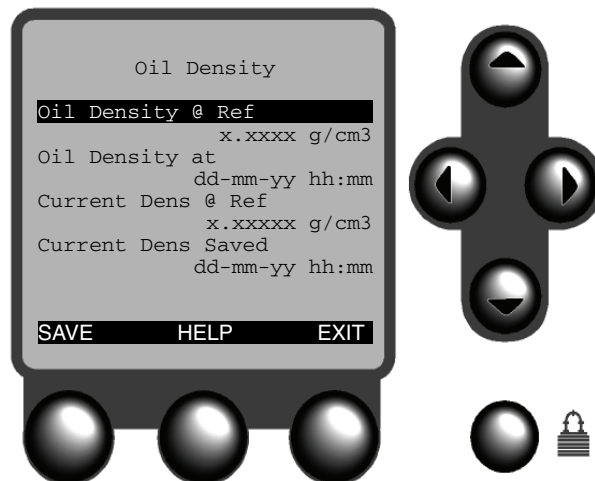 Oil Density
Oil Density @ Ref
x.xxxx g/cm3
Oil Density at
dd-mm-yy hh:mm
Current Dens @ Ref
x.xxxxx g/cm3
Current Dens Saved
dd-mm-yy hh:mm
SAVE HELP EXIT